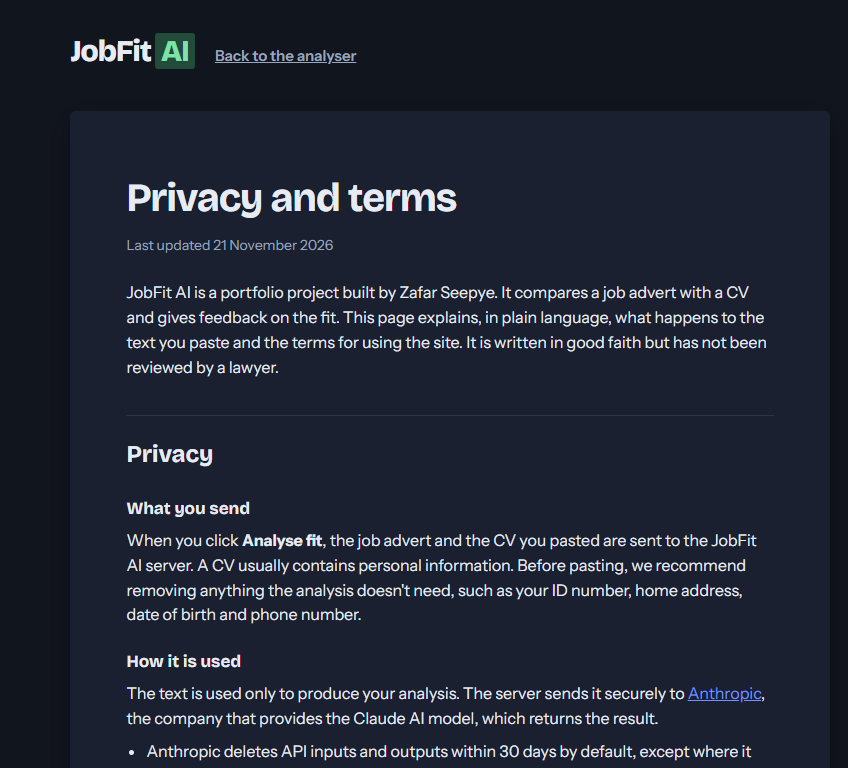 JobFit AI
Back to the analyser
Privacy and terms
Last updated 21 November 2026
JobFit AI is a portfolio project built by Zafar Seepye. It compares a job advert with a CV
and gives feedback on the fit. This page explains, in plain language, what happens to the
text you paste and the terms for using the site. It is written in good faith but has not been
reviewed by a lawyer.
Privacy
What you send
When you click Analyse fit, the job advert and the CV you pasted are sent to the JobFit
AI server. A CV usually contains personal information. Before pasting, we recommend
removing anything the analysis doesn't need, such as your ID number, home address,
date of birth and phone number.
How it is used
The text is used only to produce your analysis. The server sends it securely to Anthropic,
the company that provides the Claude AI model, which returns the result.
• Anthropic deletes API inputs and outputs within 30 days by default, except where it